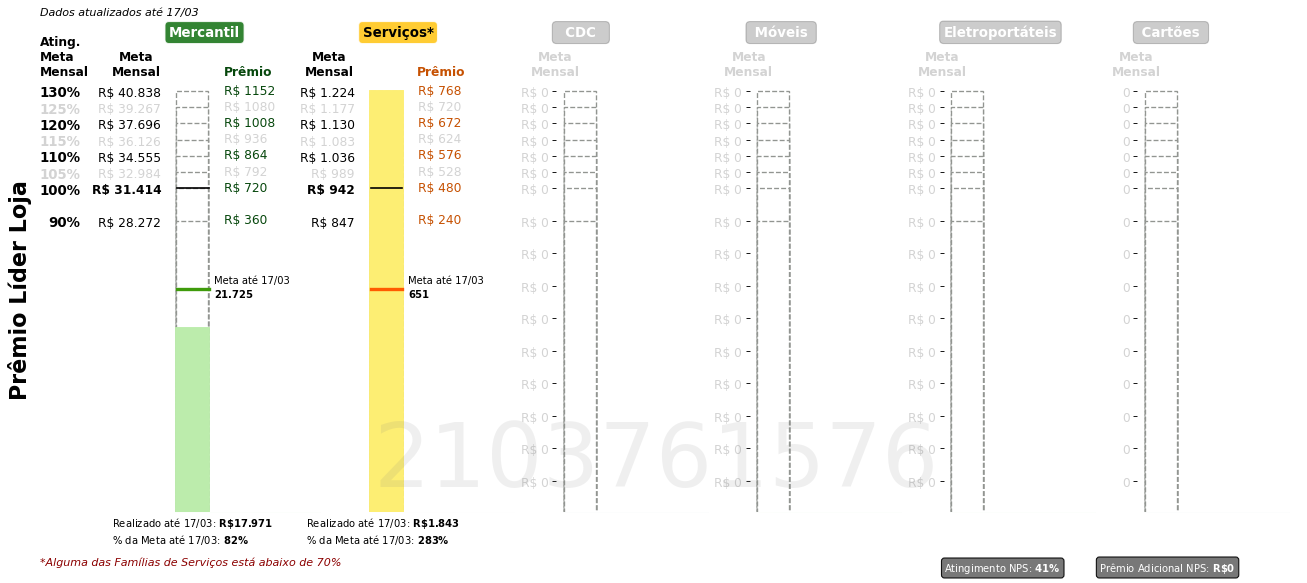 Dados atualizados até 17/03
Mercantil Serviços* CDC Móveis Eletroportáteis Cartões
Ating. Meta Mensal
Meta Mensal Prêmio Meta Mensal Prêmio Meta Mensal Meta Mensal Meta Mensal Meta Mensal
130% R$ 40.838 R$ 1152 R$ 1.224 R$ 768 R$ 0 R$ 0 R$ 0 0
125% R$ 39.267 R$ 1080 R$ 1.177 R$ 720 R$ 0 R$ 0 R$ 0 0
120% R$ 37.696 R$ 1008 R$ 1.130 R$ 672 R$ 0 R$ 0 R$ 0 0
115% R$ 36.126 R$ 936 R$ 1.083 R$ 624 R$ 0 R$ 0 R$ 0 0
110% R$ 34.555 R$ 864 R$ 1.036 R$ 576 R$ 0 R$ 0 R$ 0 0
105% R$ 32.984 R$ 792 R$ 989 R$ 528 R$ 0 R$ 0 R$ 0 0
100% R$ 31.414 R$ 720 R$ 942 R$ 480 R$ 0 R$ 0 R$ 0 0
90% R$ 28.272 R$ 360 R$ 847 R$ 240 R$ 0 R$ 0 R$ 0 0
R$ 0 R$ 0 R$ 0 0
Meta até 17/03 Meta até 17/03
21.725 651
R$ 0 R$ 0 R$ 0 0
R$ 0 R$ 0 R$ 0 0
R$ 0 R$ 0 R$ 0 0
R$ 0 R$ 0 R$ 0 0
R$ 0 R$ 0 R$ 0 0
R$ 0 R$ 0 R$ 0 0
R$ 0 R$ 0 R$ 0 0
Prêmio Líder Loja
2103761576
Realizado até 17/03: R$17.971 Realizado até 17/03: R$1.843
% da Meta até 17/03: 82% % da Meta até 17/03: 283%
*Alguma das Famílias de Serviços está abaixo de 70%
Atingimento NPS: 41% Prêmio Adicional NPS: R$0